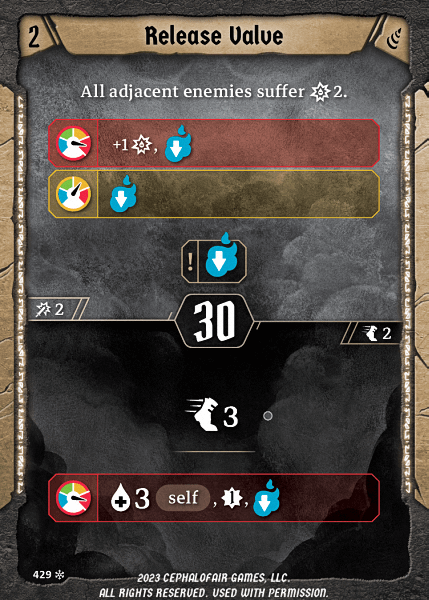 2
Release Valve
All adjacent enemies suffer 2.
+1 ,
!
2
30
2
3
3 self , ,
429
2023 CEPHALOFAIR GAMES, LLC.
ALL RIGHTS RESERVED. USED WITH PERMISSION.